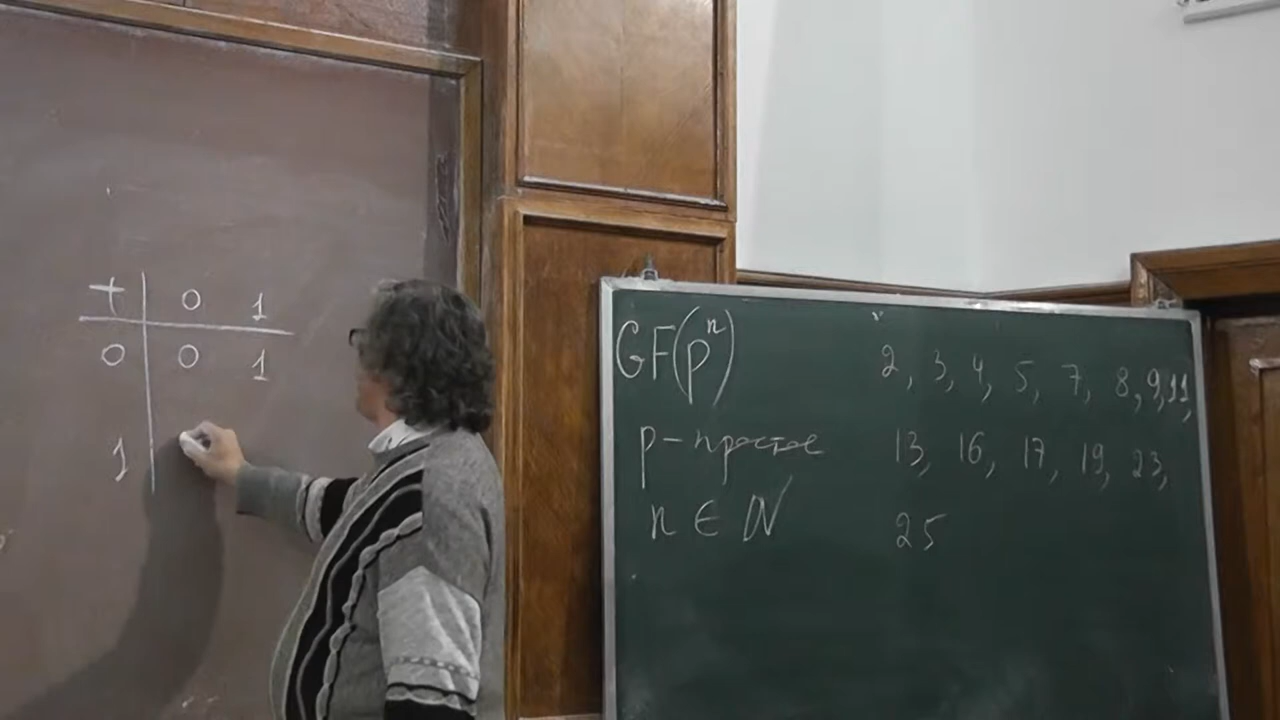 + 0 1
0 0 1
1
GF(pⁿ)
p - простое
n ∈ ℕ
2, 3, 4, 5, 7, 8, 9, 11,
13, 16, 17, 19, 23,
25